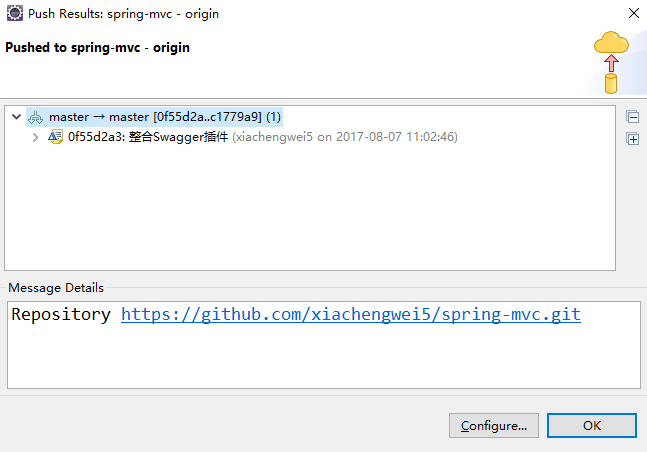 Push Results: spring-mvc - origin
Pushed to spring-mvc - origin
master → master [0f55d2a..c1779a9] (1)
0f55d2a3: 整合Swagger插件 (xiachengwei5 on 2017-08-07 11:02:46)
Message Details
Repository https://github.com/xiachengwei5/spring-mvc.git
Configure... OK